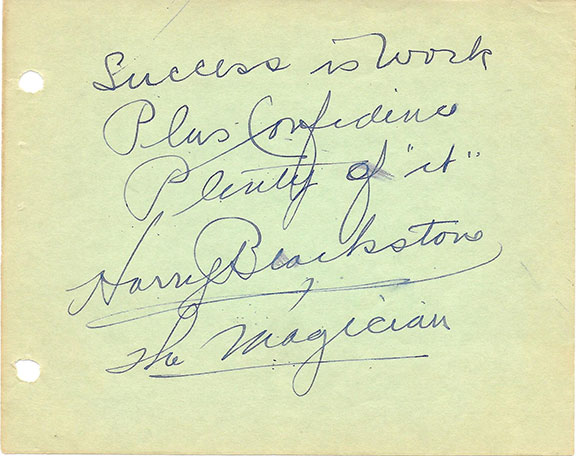 Success is Work
Plus Confidence
Plenty of "it"
Harry Blackstone
The Magician